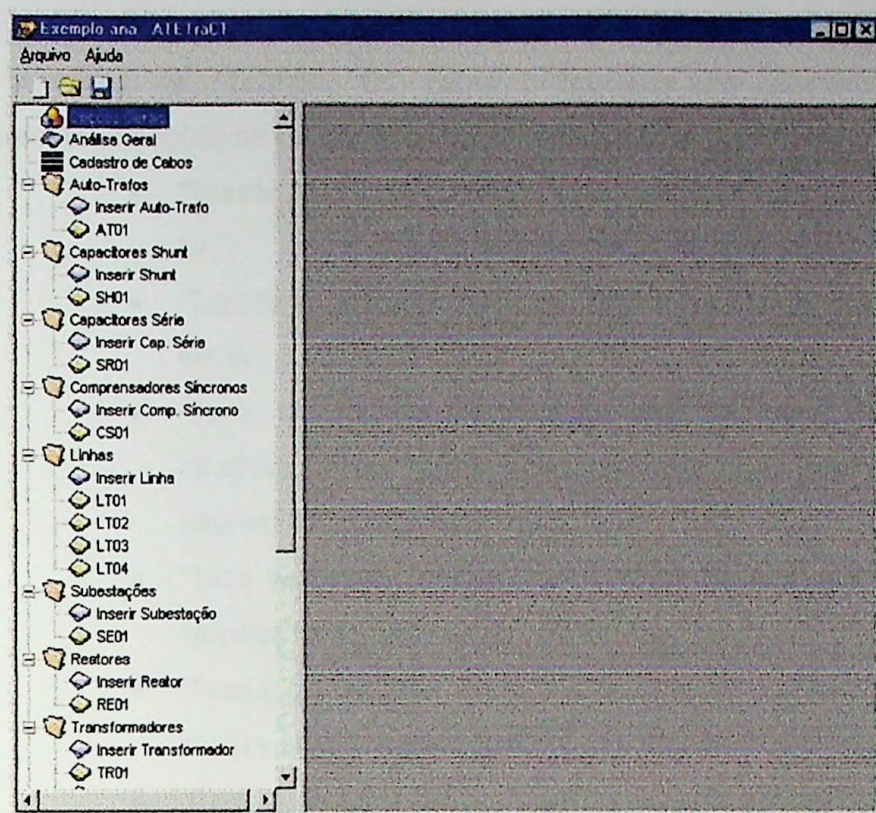 Exemplo ana ATETraCT
Arquivo Ajuda
Análise Geral
Cadastro de Cabos
Auto-Trafos
Inserir Auto-Trafo
AT01
Capacitores Shunt
Inserir Shunt
SH01
Capacitores Série
Inserir Cap. Série
SR01
Comprensadores Síncronos
Inserir Comp. Síncrono
CS01
Linhas
Inserir Linha
LT01
LT02
LT03
LT04
Subestações
Inserir Subestação
SE01
Reatores
Inserir Reator
RE01
Transformadores
Inserir Transformador
TR01